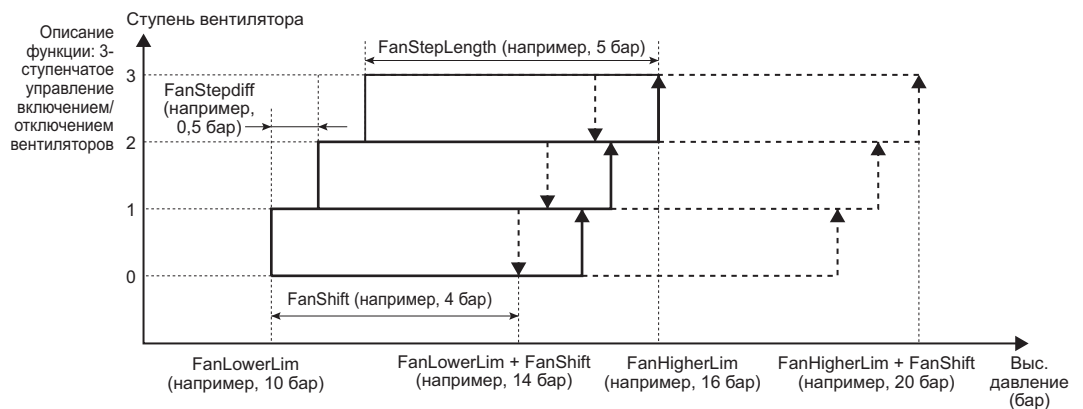 Ступень вентилятора
Описание
функции: 3-
ступенчатое
управление
включением/
отключением
вентиляторов
FanStepLength (например, 5 бар)
3
FanStepdiff
(например,
0,5 бар)
2
1
0
FanShift (например, 4 бар)
FanLowerLim
(например, 10 бар)
FanLowerLim + FanShift
(например, 14 бар)
FanHigherLim
(например, 16 бар)
FanHigherLim + FanShift
(например, 20 бар)
Выс.
давление
(бар)